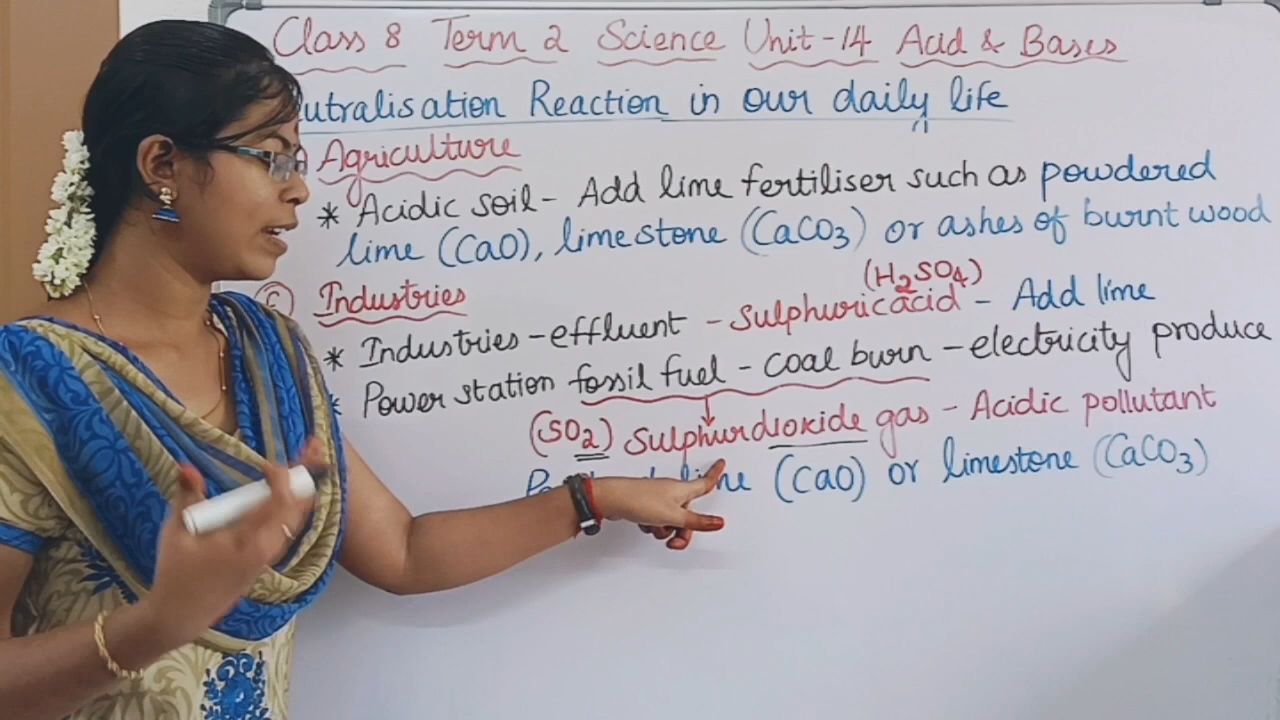 Class 8 Term 2 Science Unit-14 Acid & Bases
utralisation Reaction in our daily life
) Agriculture
* Acidic soil - Add lime fertiliser such as powdered
lime (CaO), limestone (CaCO3) or ashes of burnt wood
(H2SO4)
Industries
* Industries - effluent - Sulphuric acid - Add lime
* Power station fossil fuel - coal burn - electricity produce
(SO2) Sulphurdioxide gas - Acidic pollutant
(CaO) or limestone (CaCO3)